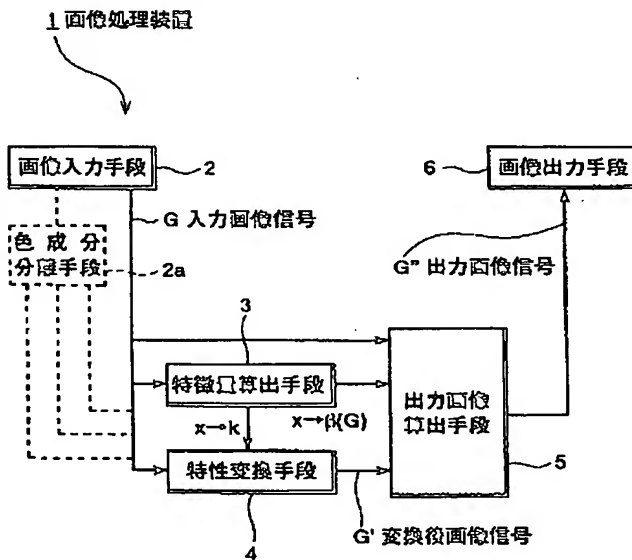 1 画像処理装置
画像入力手段
2
6
画像出力手段
G 入力画像信号
G" 出力画像信号
色成分
分離手段
2a
3
特徴量算出手段
出力画像
算出手段
x→k
x→β(G)
特性変換手段
5
4
G' 変換後画像信号